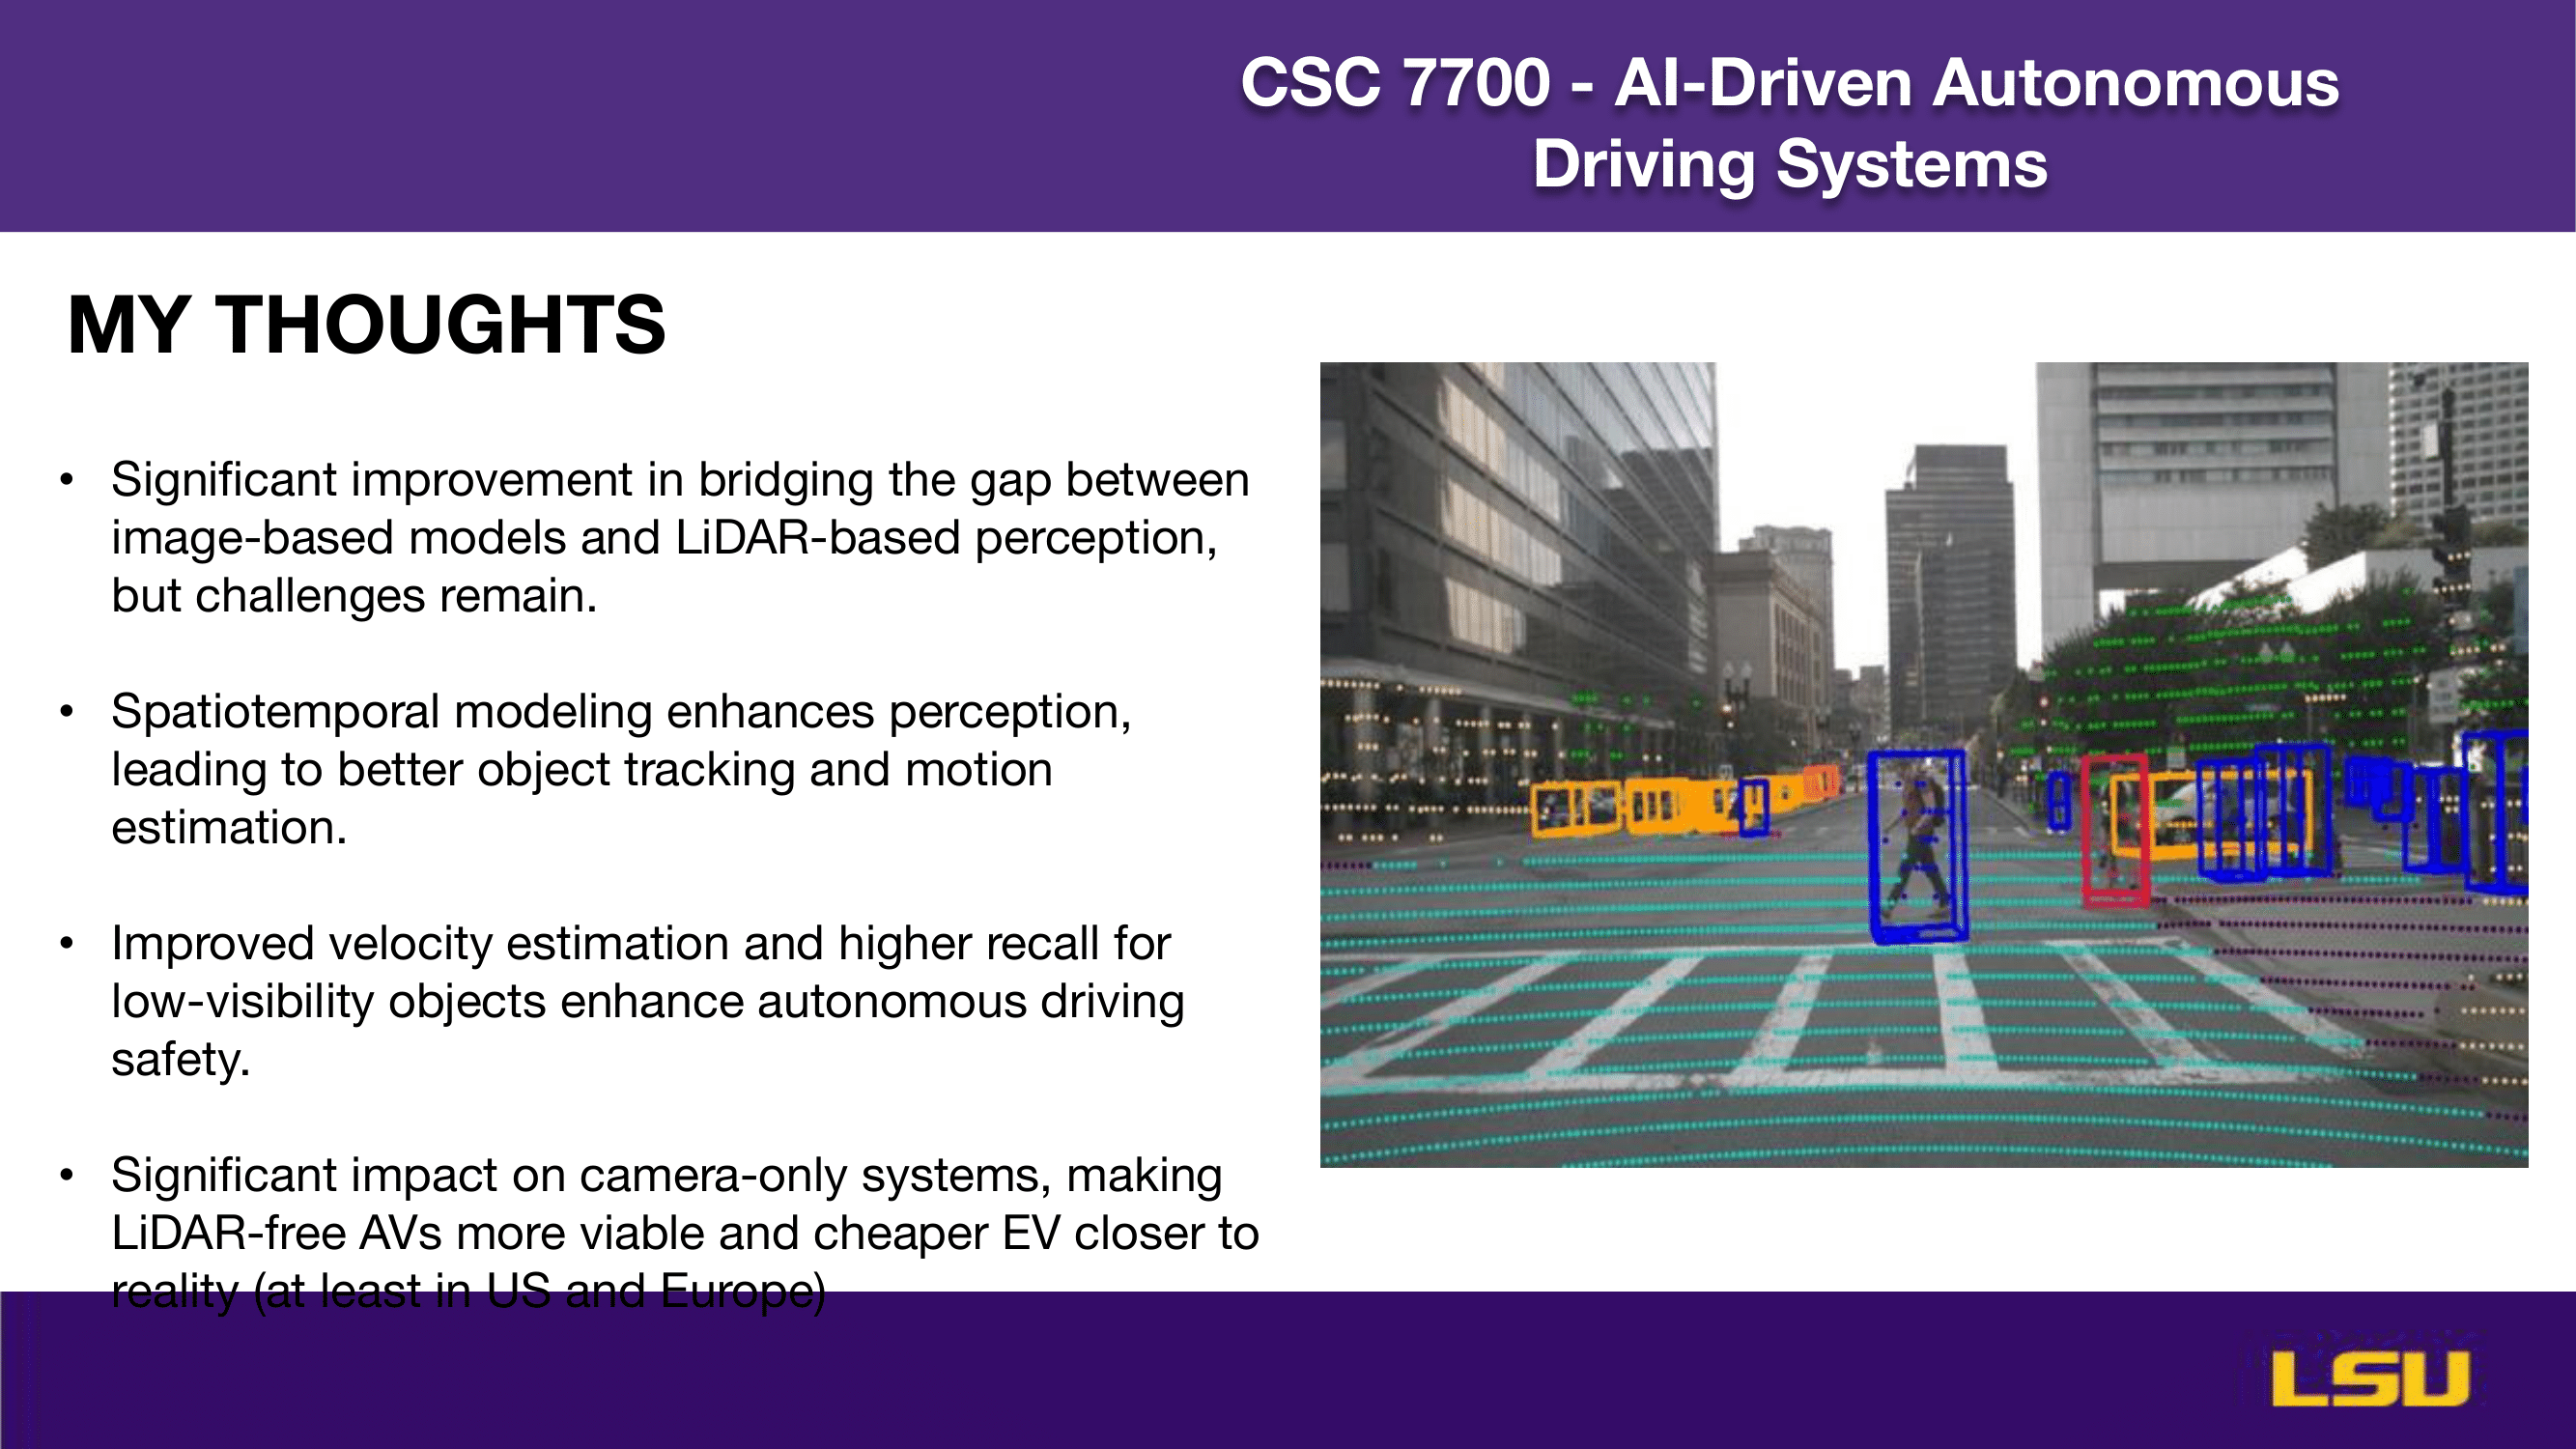 CSC 7700 - AI-Driven Autonomous
Driving Systems
MY THOUGHTS
• Significant improvement in bridging the gap between
image-based models and LiDAR-based perception,
but challenges remain.
• Spatiotemporal modeling enhances perception,
leading to better object tracking and motion
estimation.
• Improved velocity estimation and higher recall for
low-visibility objects enhance autonomous driving
safety.
• Significant impact on camera-only systems, making
LiDAR-free AVs more viable and cheaper EV closer to
reality (at least in US and Europe)
LSU